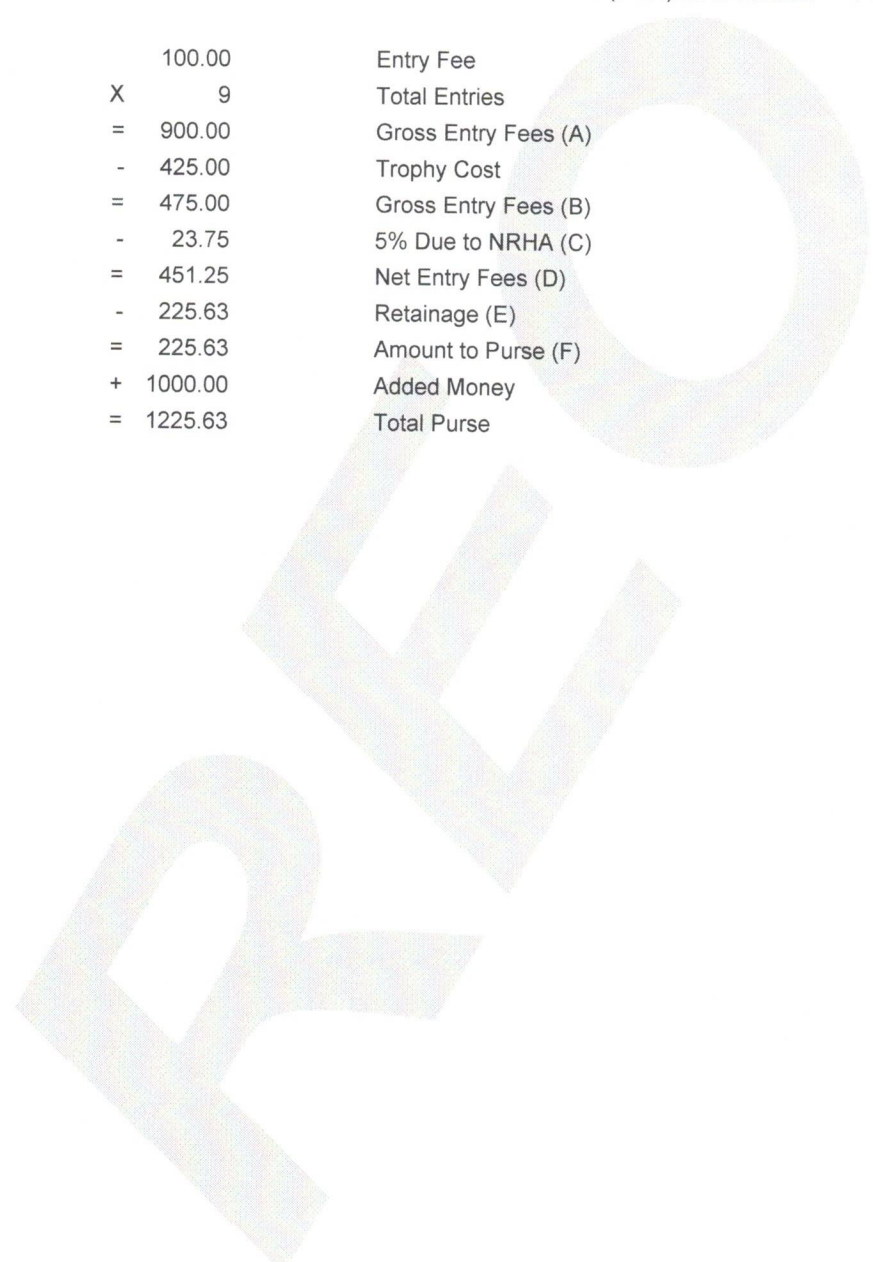 100.00 Entry Fee
X 9 Total Entries
= 900.00 Gross Entry Fees (A)
- 425.00 Trophy Cost
= 475.00 Gross Entry Fees (B)
- 23.75 5% Due to NRHA (C)
= 451.25 Net Entry Fees (D)
- 225.63 Retainage (E)
= 225.63 Amount to Purse (F)
+ 1000.00 Added Money
= 1225.63 Total Purse
REO